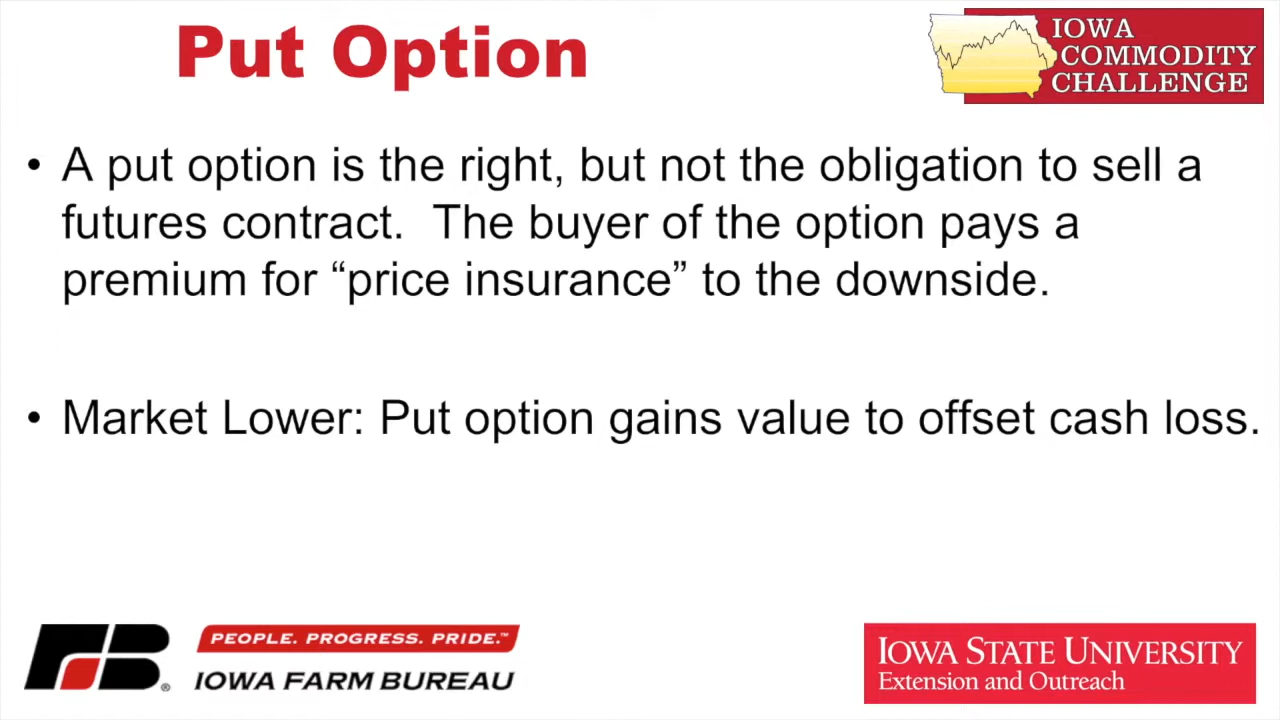 Put Option
IOWA
COMMODITY
CHALLENGE
• A put option is the right, but not the obligation to sell a
futures contract.  The buyer of the option pays a
premium for “price insurance” to the downside.
• Market Lower: Put option gains value to offset cash loss.
FB®
PEOPLE. PROGRESS. PRIDE.™
IOWA FARM BUREAU
IOWA STATE UNIVERSITY
Extension and Outreach